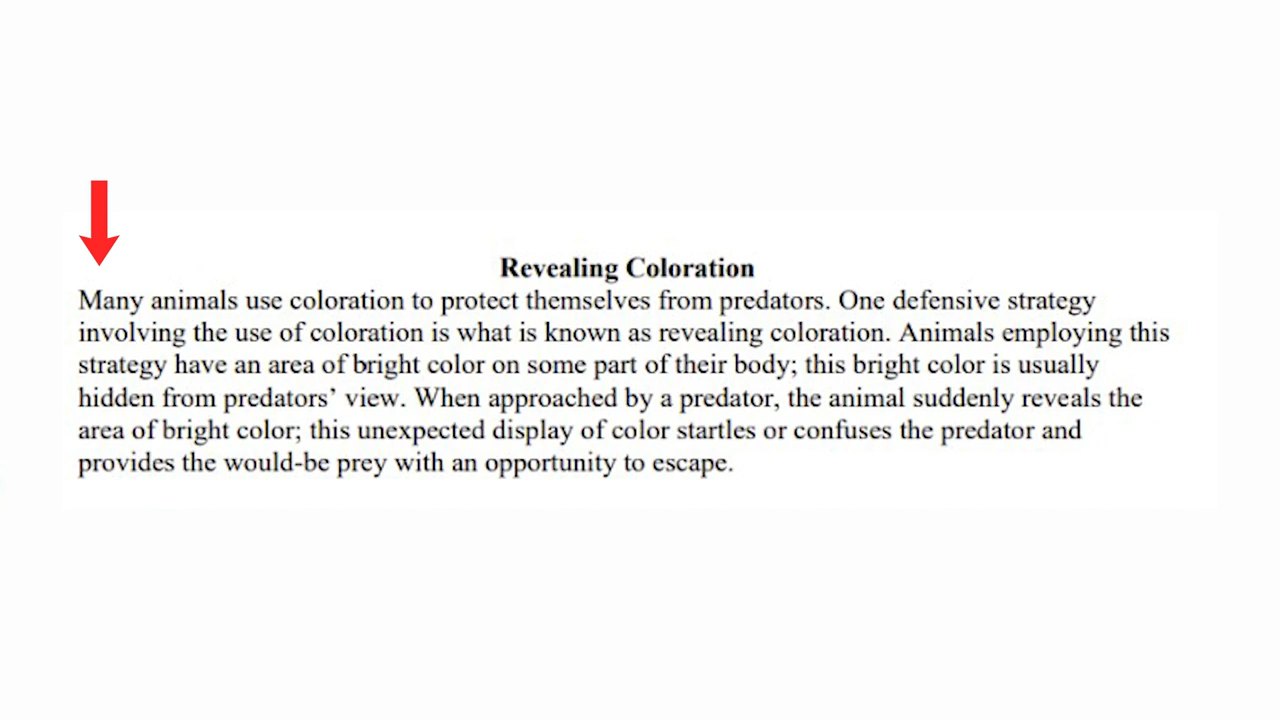 Revealing Coloration
Many animals use coloration to protect themselves from predators. One defensive strategy
involving the use of coloration is what is known as revealing coloration. Animals employing this
strategy have an area of bright color on some part of their body; this bright color is usually
hidden from predators’ view. When approached by a predator, the animal suddenly reveals the
area of bright color; this unexpected display of color startles or confuses the predator and
provides the would-be prey with an opportunity to escape.